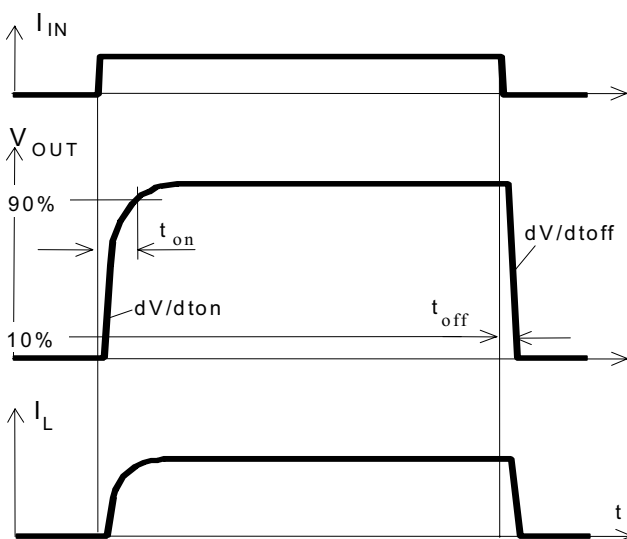 I IN
V OUT
90%
t on
dV/dtoff
dV/dton
t off
10%
I L
t